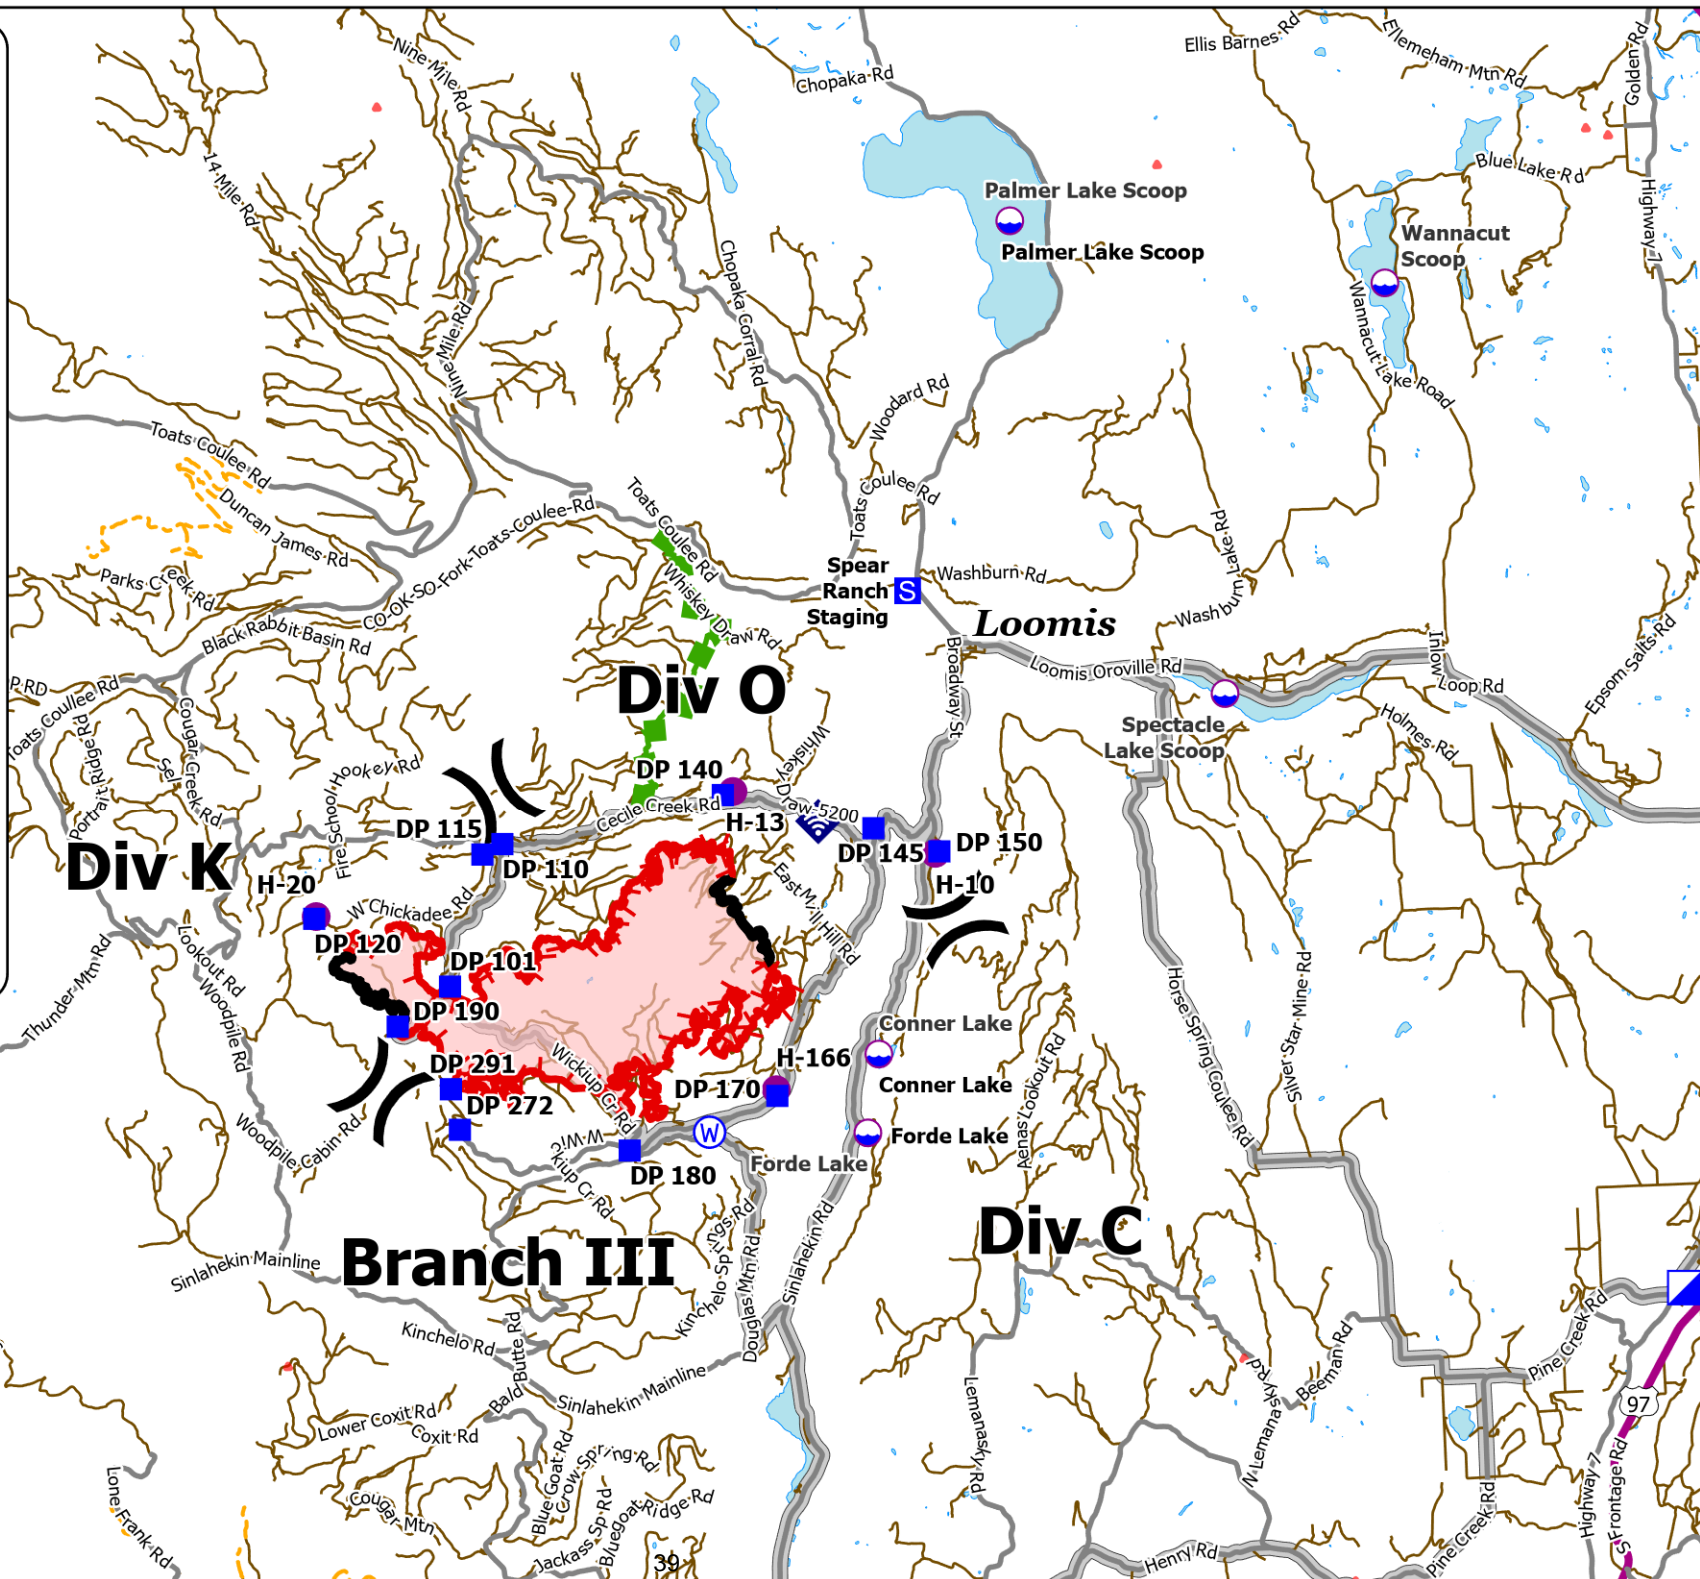 Nine Mile Rd
Chopaka Rd
Ellis Barnes Rd
Ellemeham Mtn Rd
Golden Rd
14 Mile Rd
Blue Lake Rd
Highway 7
Palmer Lake Scoop
Palmer Lake Scoop
Wannacut
Scoop
Chopaka Corral Rd
Nine Mile Rd
Wannacut Lake Road
Woodard Rd
Toats Coulee Rd
Toats Coulee Rd
Toats Coulee Rd
Toats Coulee Rd
Duncan James Rd
CO-OK-SO-Fork-Toats-Coulee-Rd
Washburn Lake Rd
Parks Creek Rd
Whiskey Draw Rd
Spear
Ranch
Staging
S
Washburn Rd
Washburn
Loomis
Black Rabbit Basin Rd
Broadway St
Loomis Oroville Rd
Inlow
Loop Rd
Epsom Salts Rd
P RD
Toats Coullee Rd
Div O
Portrait Ridge Rd
Cougar Creek Rd
Sel
Creek Rd
Hookey Rd
Fire School
Whiskey Draw 5200
Spectacle
Lake Scoop
Holmes Rd
DP 140
Cecile Creek Rd
H-13
DP 115
DP 110
DP 145
DP 150
H-10
Div K
H-20
W Chickadee Rd
East Mill Hill Rd
DP 120
DP 101
Lookout Rd
Thunder Mtn Rd
Woodpile Rd
DP 190
Horse Spring Coulee Rd
Silver Star Mine Rd
Conner Lake
Conner Lake
Aenas Lookout Rd
DP 291
Wickiup Cr Rd
H-166
DP 170
DP 272
W
Forde Lake
Forde Lake
Woodpile Cabin Rd
W Wic
kiup Cr Rd
DP 180
Div C
Kinchelo Springs Rd
Douglas Mtn Rd
Sinlahekin Rd
Branch III
Sinlahekin Mainline
Kinchelo Rd
Bald Butte Rd
Sinlahekin Mainline
Lower Coxit Rd
Coxit Rd
Lemanasky Rd
N Lemanasky Rd
Beeman Rd
Pine Creek Rd
97
Blue Goat Rd
Crow Spring Rd
Cougar Mtn
Lone Frank Rd
Jackass Sp Rd
Bluegoat Ridge Rd
39
Henry Rd
Pine Creek Rd
Highway 7
S Frontage Rd